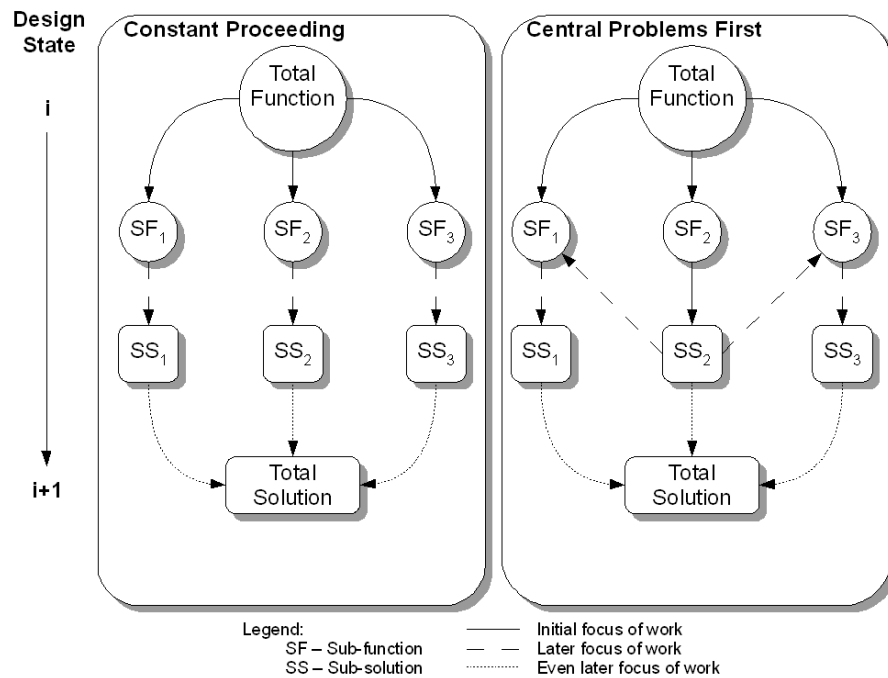 Design
State
i
i+1
Constant Proceeding
Total
Function
SF1
SF2
SF3
SS1
SS2
SS3
Total
Solution
Central Problems First
Total
Function
SF1
SF2
SF3
SS1
SS2
SS3
Total
Solution
Legend:
SF – Sub-function
SS – Sub-solution
Initial focus of work
Later focus of work
Even later focus of work